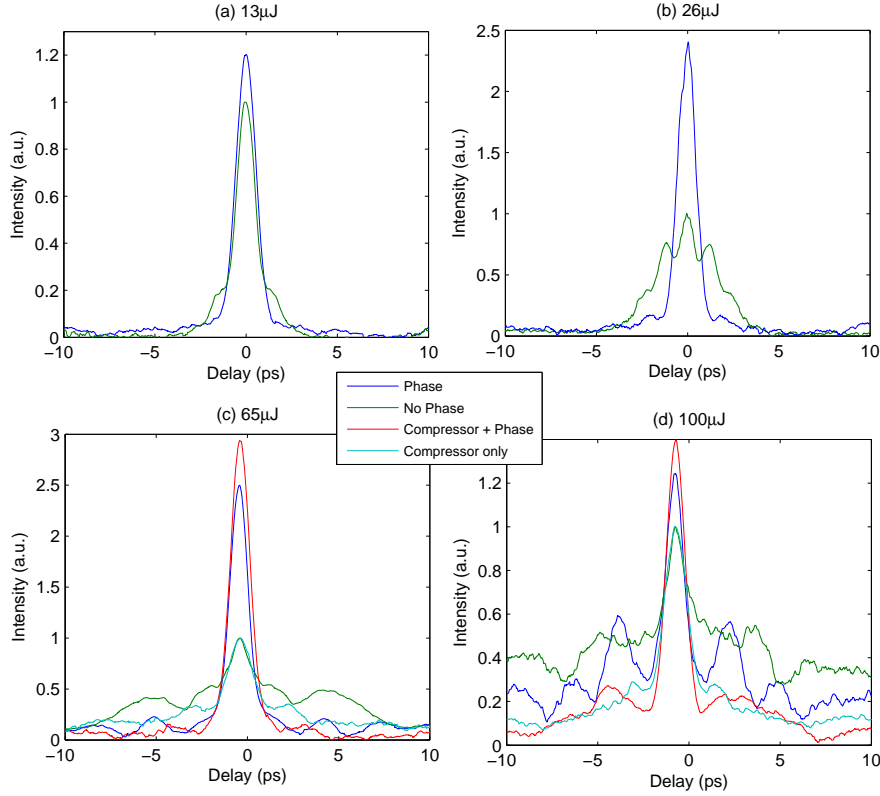 (a) 13μJ
Intensity (a.u.)
1.2
1
0.8
0.6
0.4
0.2
0
−10
−5
0
5
10
Delay (ps)
(b) 26μJ
Intensity (a.u.)
2.5
2
1.5
1
0.5
0
−10
−5
0
5
10
Delay (ps)
Phase
No Phase
Compressor + Phase
Compressor only
(c) 65μJ
Intensity (a.u.)
3
2.5
2
1.5
1
0.5
0
−10
−5
0
5
10
Delay (ps)
(d) 100μJ
Intensity (a.u.)
1.2
1
0.8
0.6
0.4
0.2
0
−10
−5
0
5
10
Delay (ps)